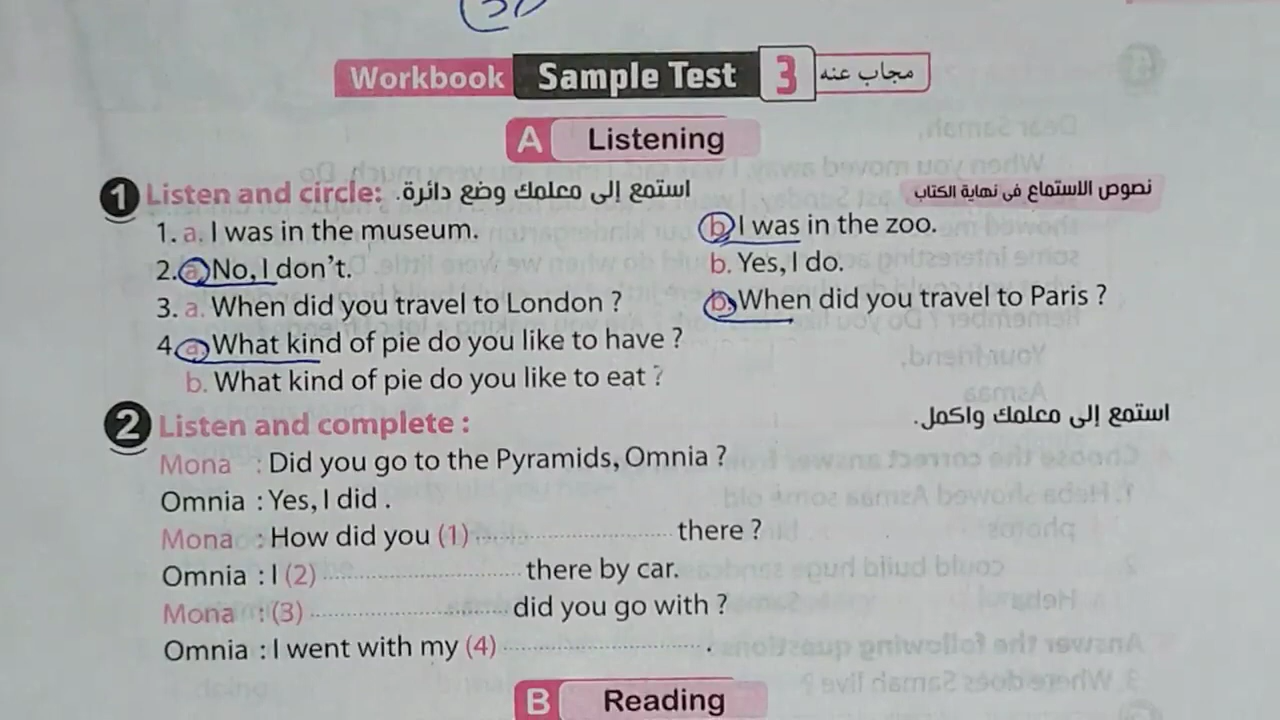 Workbook Sample Test 3 مجاب عنه
A Listening
1 Listen and circle: استمع إلى معلمك وضع دائرة. نصوص الاستماع فى نهاية الكتاب
1. a. I was in the museum. b. I was in the zoo.
2. a. No, I don't. b. Yes, I do.
3. a. When did you travel to London ? b. When did you travel to Paris ?
4. a. What kind of pie do you like to have ?
b. What kind of pie do you like to eat ?
2 Listen and complete : استمع إلى معلمك واكمل.
Mona : Did you go to the Pyramids, Omnia ?
Omnia : Yes, I did .
Mona : How did you (1) .................... there ?
Omnia : I (2) .................... there by car.
Mona : (3) .................... did you go with ?
Omnia : I went with my (4) .................... .
B Reading